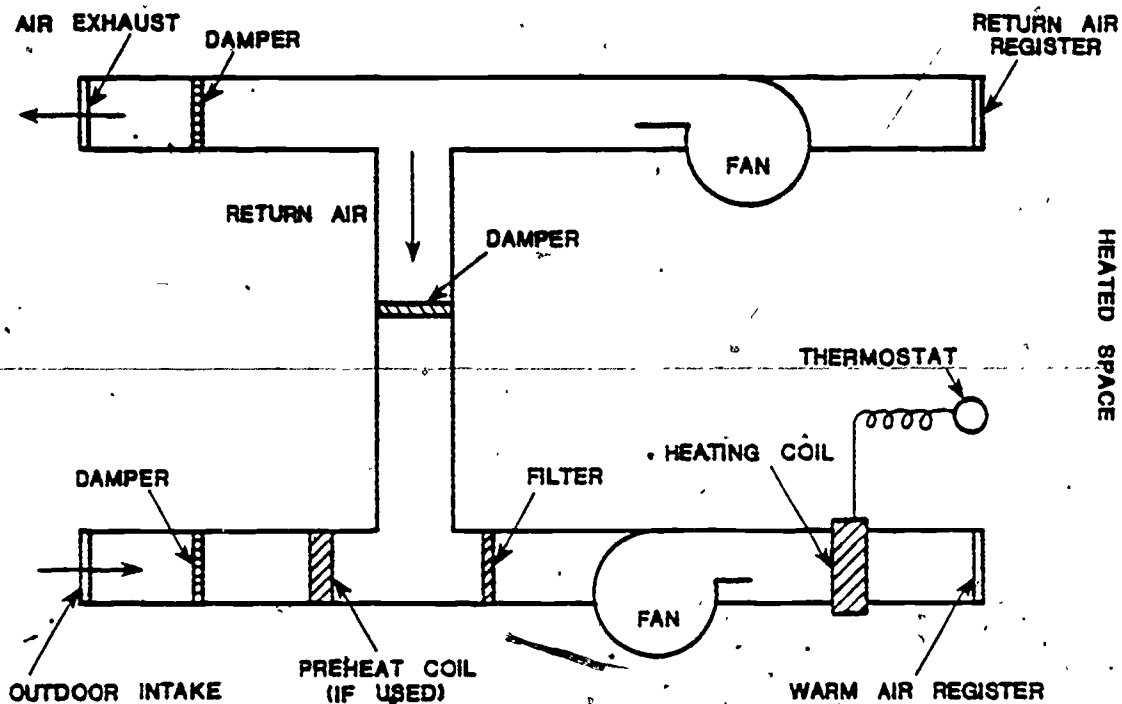 AIR EXHAUST
DAMPER
RETURN AIR
REGISTER
FAN
RETURN AIR
DAMPER
HEATED SPACE
THERMOSTAT
HEATING COIL
DAMPER
FILTER
FAN
OUTDOOR INTAKE
PREHEAT COIL
(IF USED)
WARM AIR REGISTER